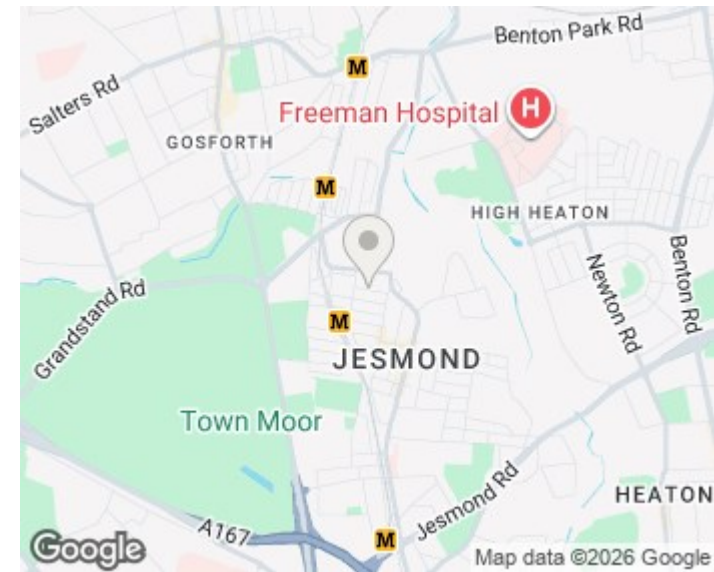 Benton Park Rd
M
Salters Rd
Freeman Hospital
H
GOSFORTH
M
HIGH HEATON
Benton Rd
Newton Rd
Grandstand Rd
M
JESMOND
Town Moor
Jesmond Rd
HEATON
A167
M
Google
Map data ©2026 Google